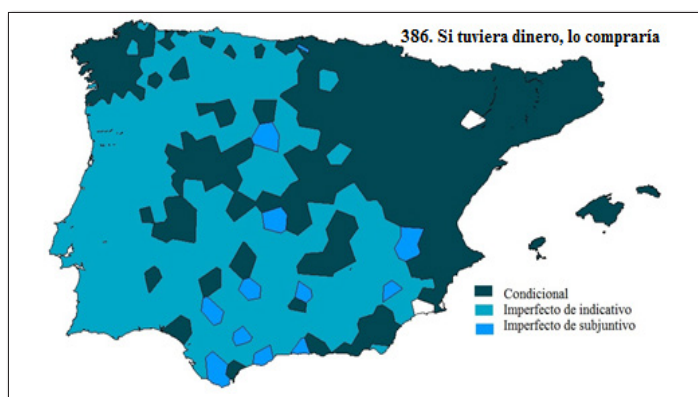 386. Si tuviera dinero, lo compraría
Condicional
Imperfecto de indicativo
Imperfecto de subjuntivo